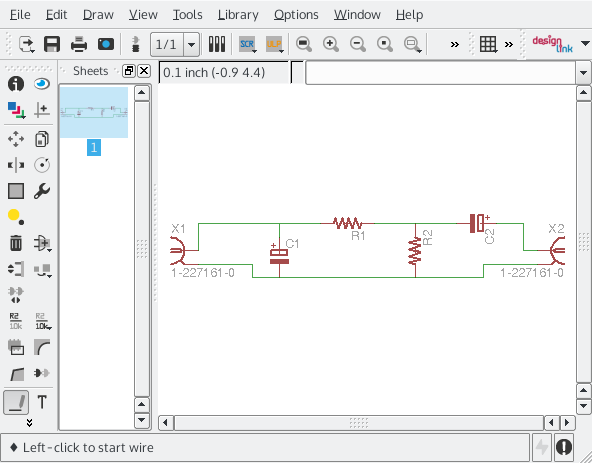 File Edit Draw View Tools Library Options Window Help
1/1 SCR ULP » » design link
Sheets
0.1 inch (-0.9 4.4)
1
X1 X2
R1
R2
C2
+
+
C1
1-227161-0 1-227161-0
R2 R2
10k 10k
T
»
Left-click to start wire